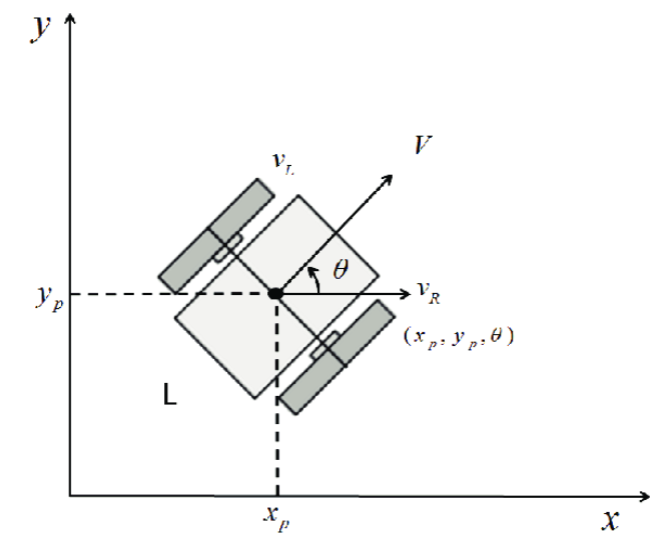 y
V
v_L
θ
y_p
v_R
(x_p, y_p, θ)
L
x_p
x